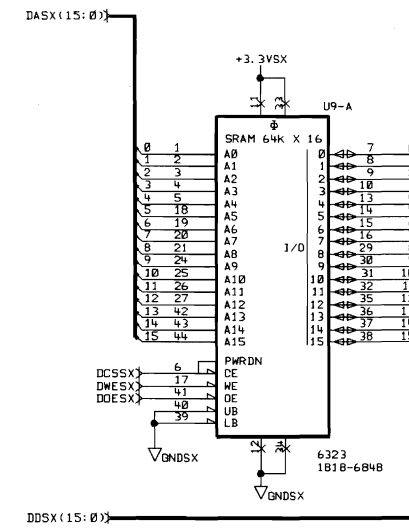 DASX(15:0)
+3.3VSX
11 33
U9-A
Φ
SRAM 64K X 16
0 1 A0 0 7
1 2 A1 1 8
2 3 A2 2 9
3 4 A3 3 10
4 5 A4 4 13
5 18 A5 5 14
6 19 A6 6 15
7 20 A7 7 16
8 21 A8 I/O 8 29
9 24 A9 9 30
10 25 A10 10 31
11 26 A11 11 32
12 27 A12 12 35
13 42 A13 13 36
14 43 A14 14 37
15 44 A15 15 38
PWRDN
DCSSX 6 CE
DWESX 17 WE
DOESX 41 OE
40 UB
39 LB
GNDSX
12 34
6323
1818-6848
GNDSX
DDSX(15:0)